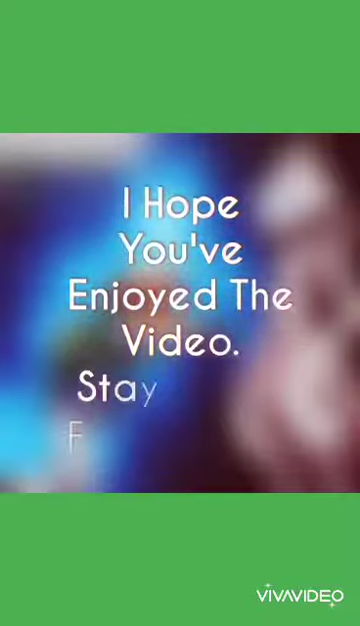 I Hope
You've
Enjoyed The
Video.
Stay
F
VIVAVIDEO